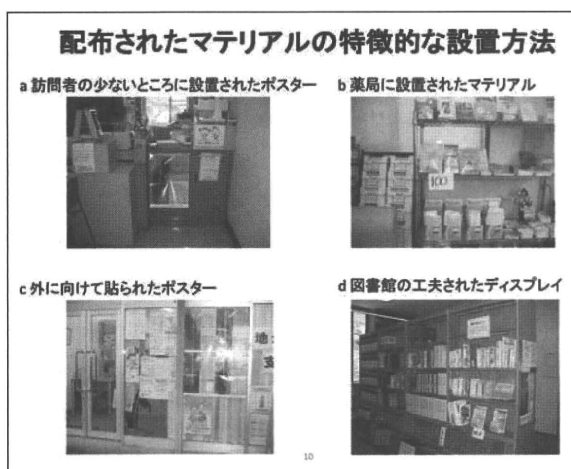 配布されたマテリアルの特徴的な設置方法
a 訪問者の少ないところに設置されたポスター
b 薬局に設置されたマテリアル
100
c 外に向けて貼られたポスター
d 図書館の工夫されたディスプレイ
地
支
10